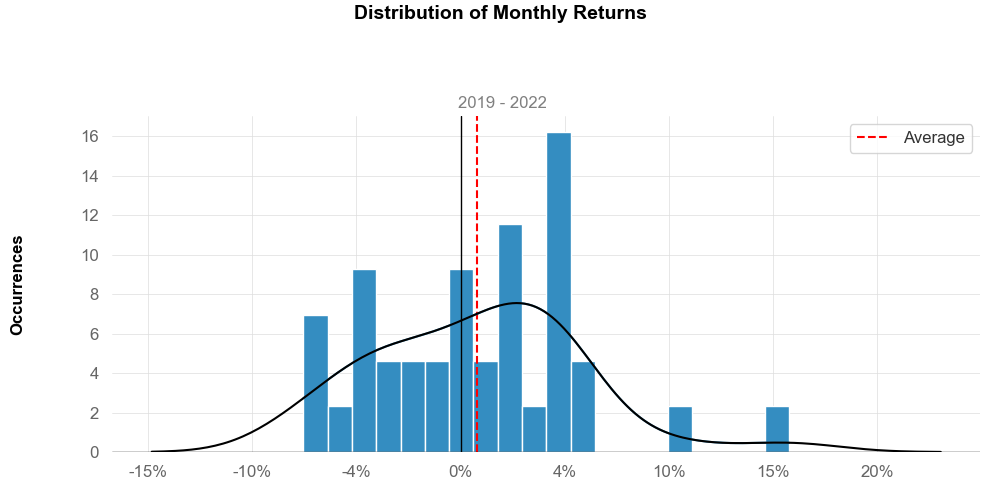 Distribution of Monthly Returns
2019 - 2022
Average
Occurrences
16
14
12
10
8
6
4
2
0
-15% -10% -4% 0% 4% 10% 15% 20%